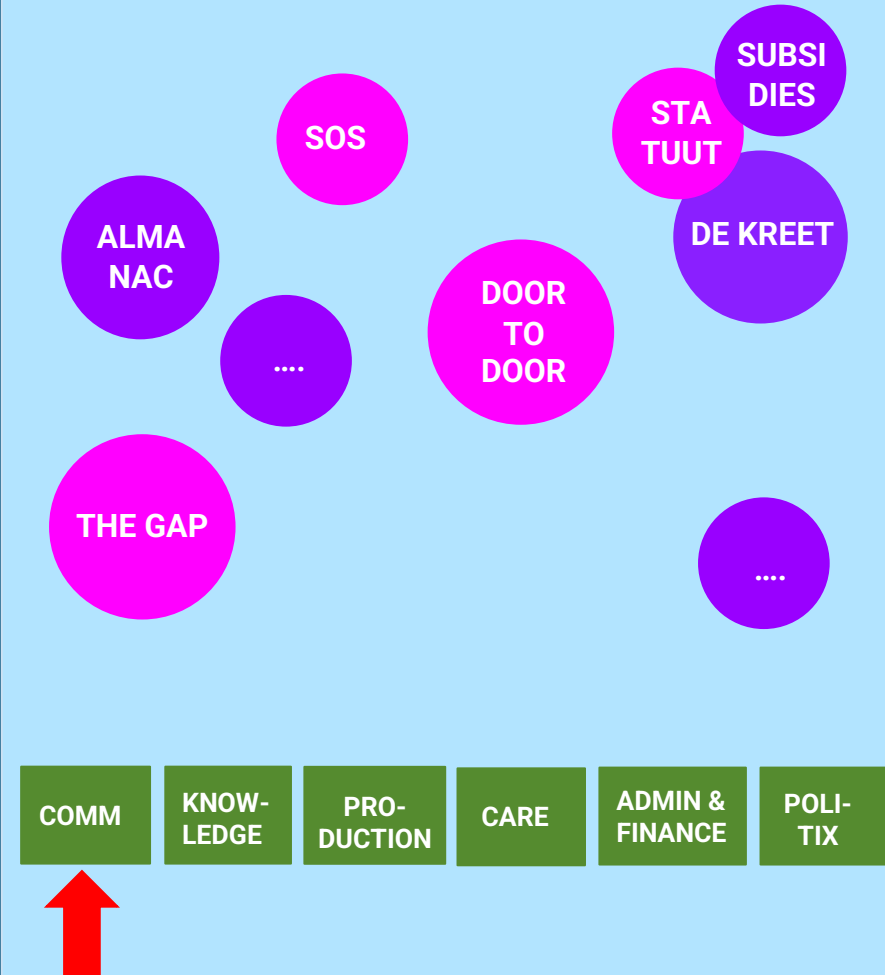 SUBSI
DIES
SOS
STA
TUUT
ALMA
NAC
DE KREET
DOOR
TO
DOOR
....
THE GAP
....
COMM
KNOW-
LEDGE
PRO-
DUCTION
CARE
ADMIN &
FINANCE
POLI-
TIX